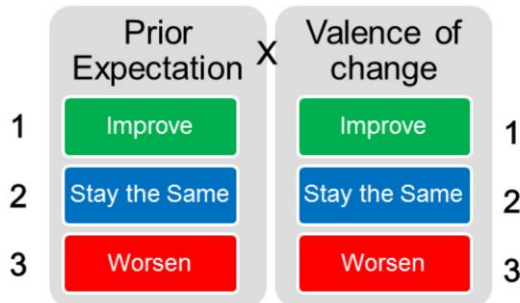 Prior
Expectation
X
Valence of
change
1
Improve
Improve
1
2
Stay the Same
Stay the Same
2
3
Worsen
Worsen
3